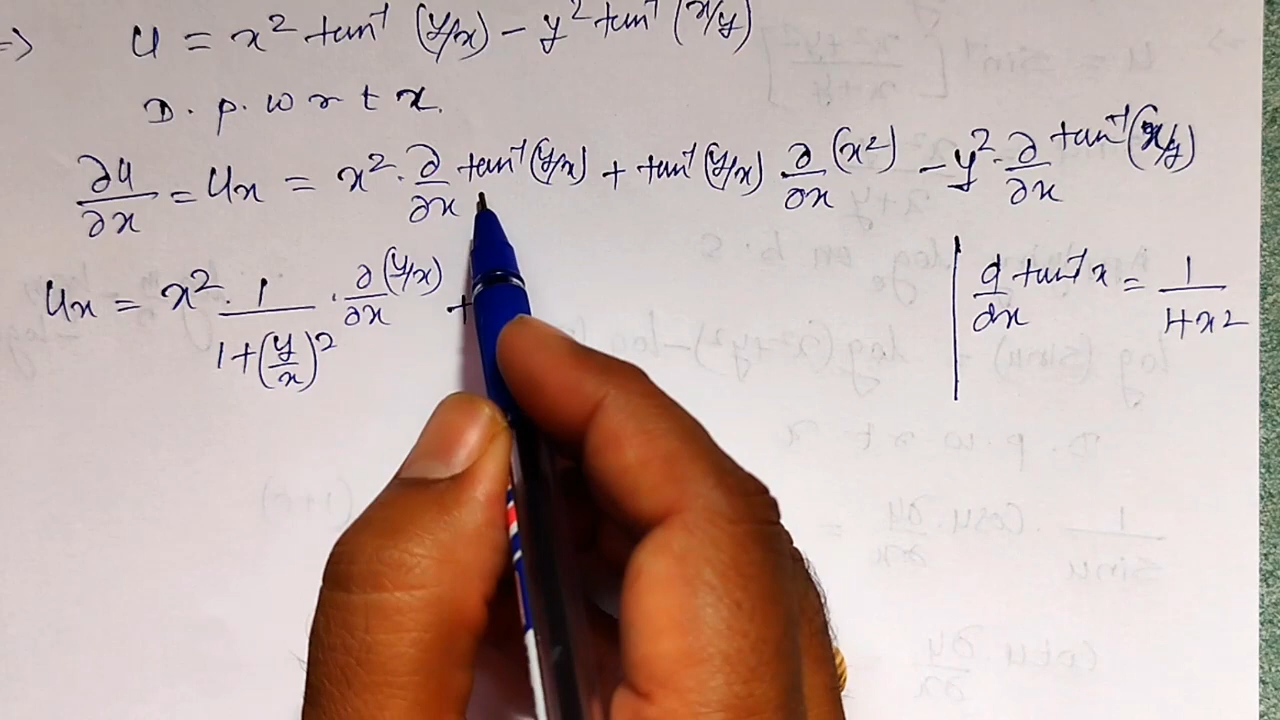 => u = x² tan⁻¹ (y/x) - y² tan⁻¹ (x/y)
D. p. w r t x.
∂u/∂x = ux = x² · ∂/∂x tan⁻¹(y/x) + tan⁻¹(y/x) ∂/∂x (x²) - y² · ∂/∂x tan⁻¹(x/y)
ux = x² · 1/(1+(y/x)²) · ∂/∂x (y/x) +
d/dx tan⁻¹ x = 1/(1+x²)